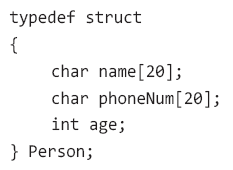 typedef struct
{
    char name[20];
    char phoneNum[20];
    int age;
} Person;